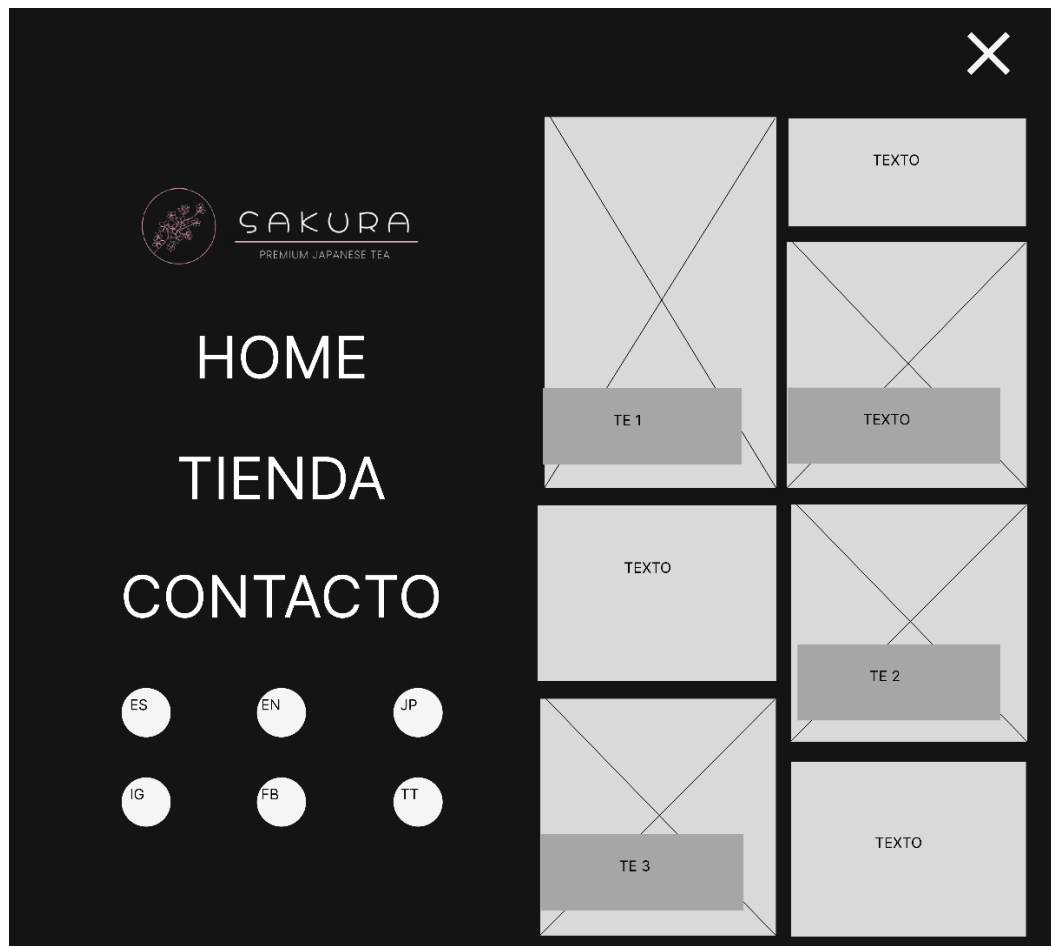 SAKURA
PREMIUM JAPANESE TEA
HOME
TIENDA
CONTACTO
ES EN JP
IG FB TT
TEXTO
TE 1
TEXTO
TEXTO
TE 2
TE 3
TEXTO